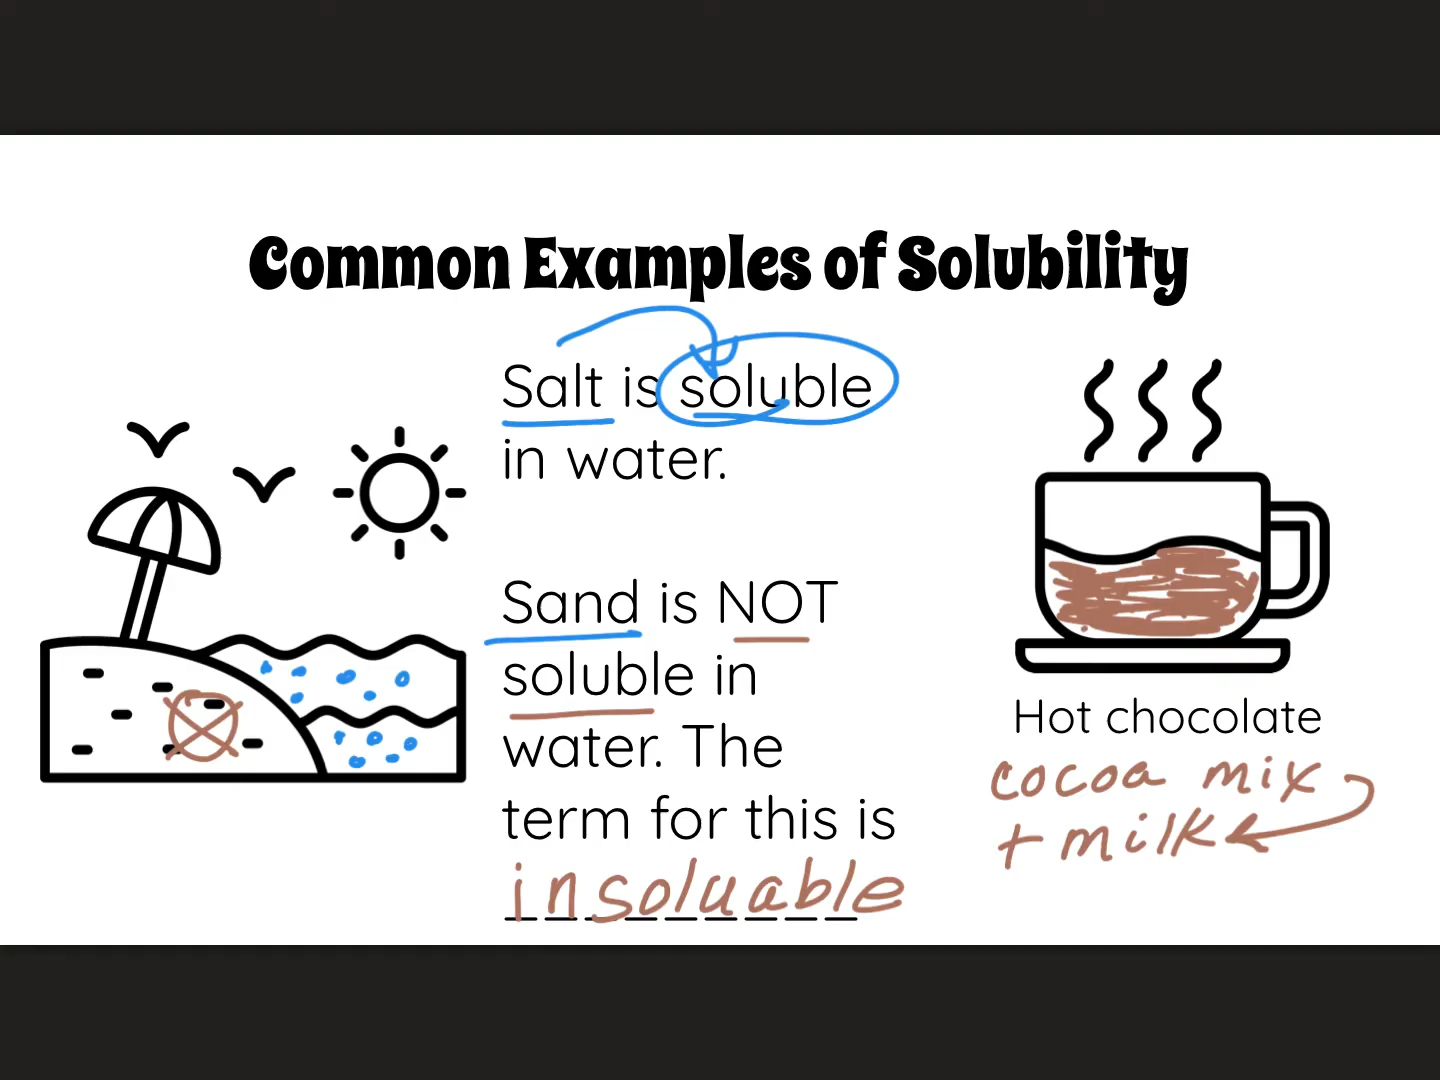 Common Examples of Solubility
Salt is soluble
in water.
Sand is NOT
soluble in
water. The
term for this is
insoluable
Hot chocolate
cocoa mix
+ milk